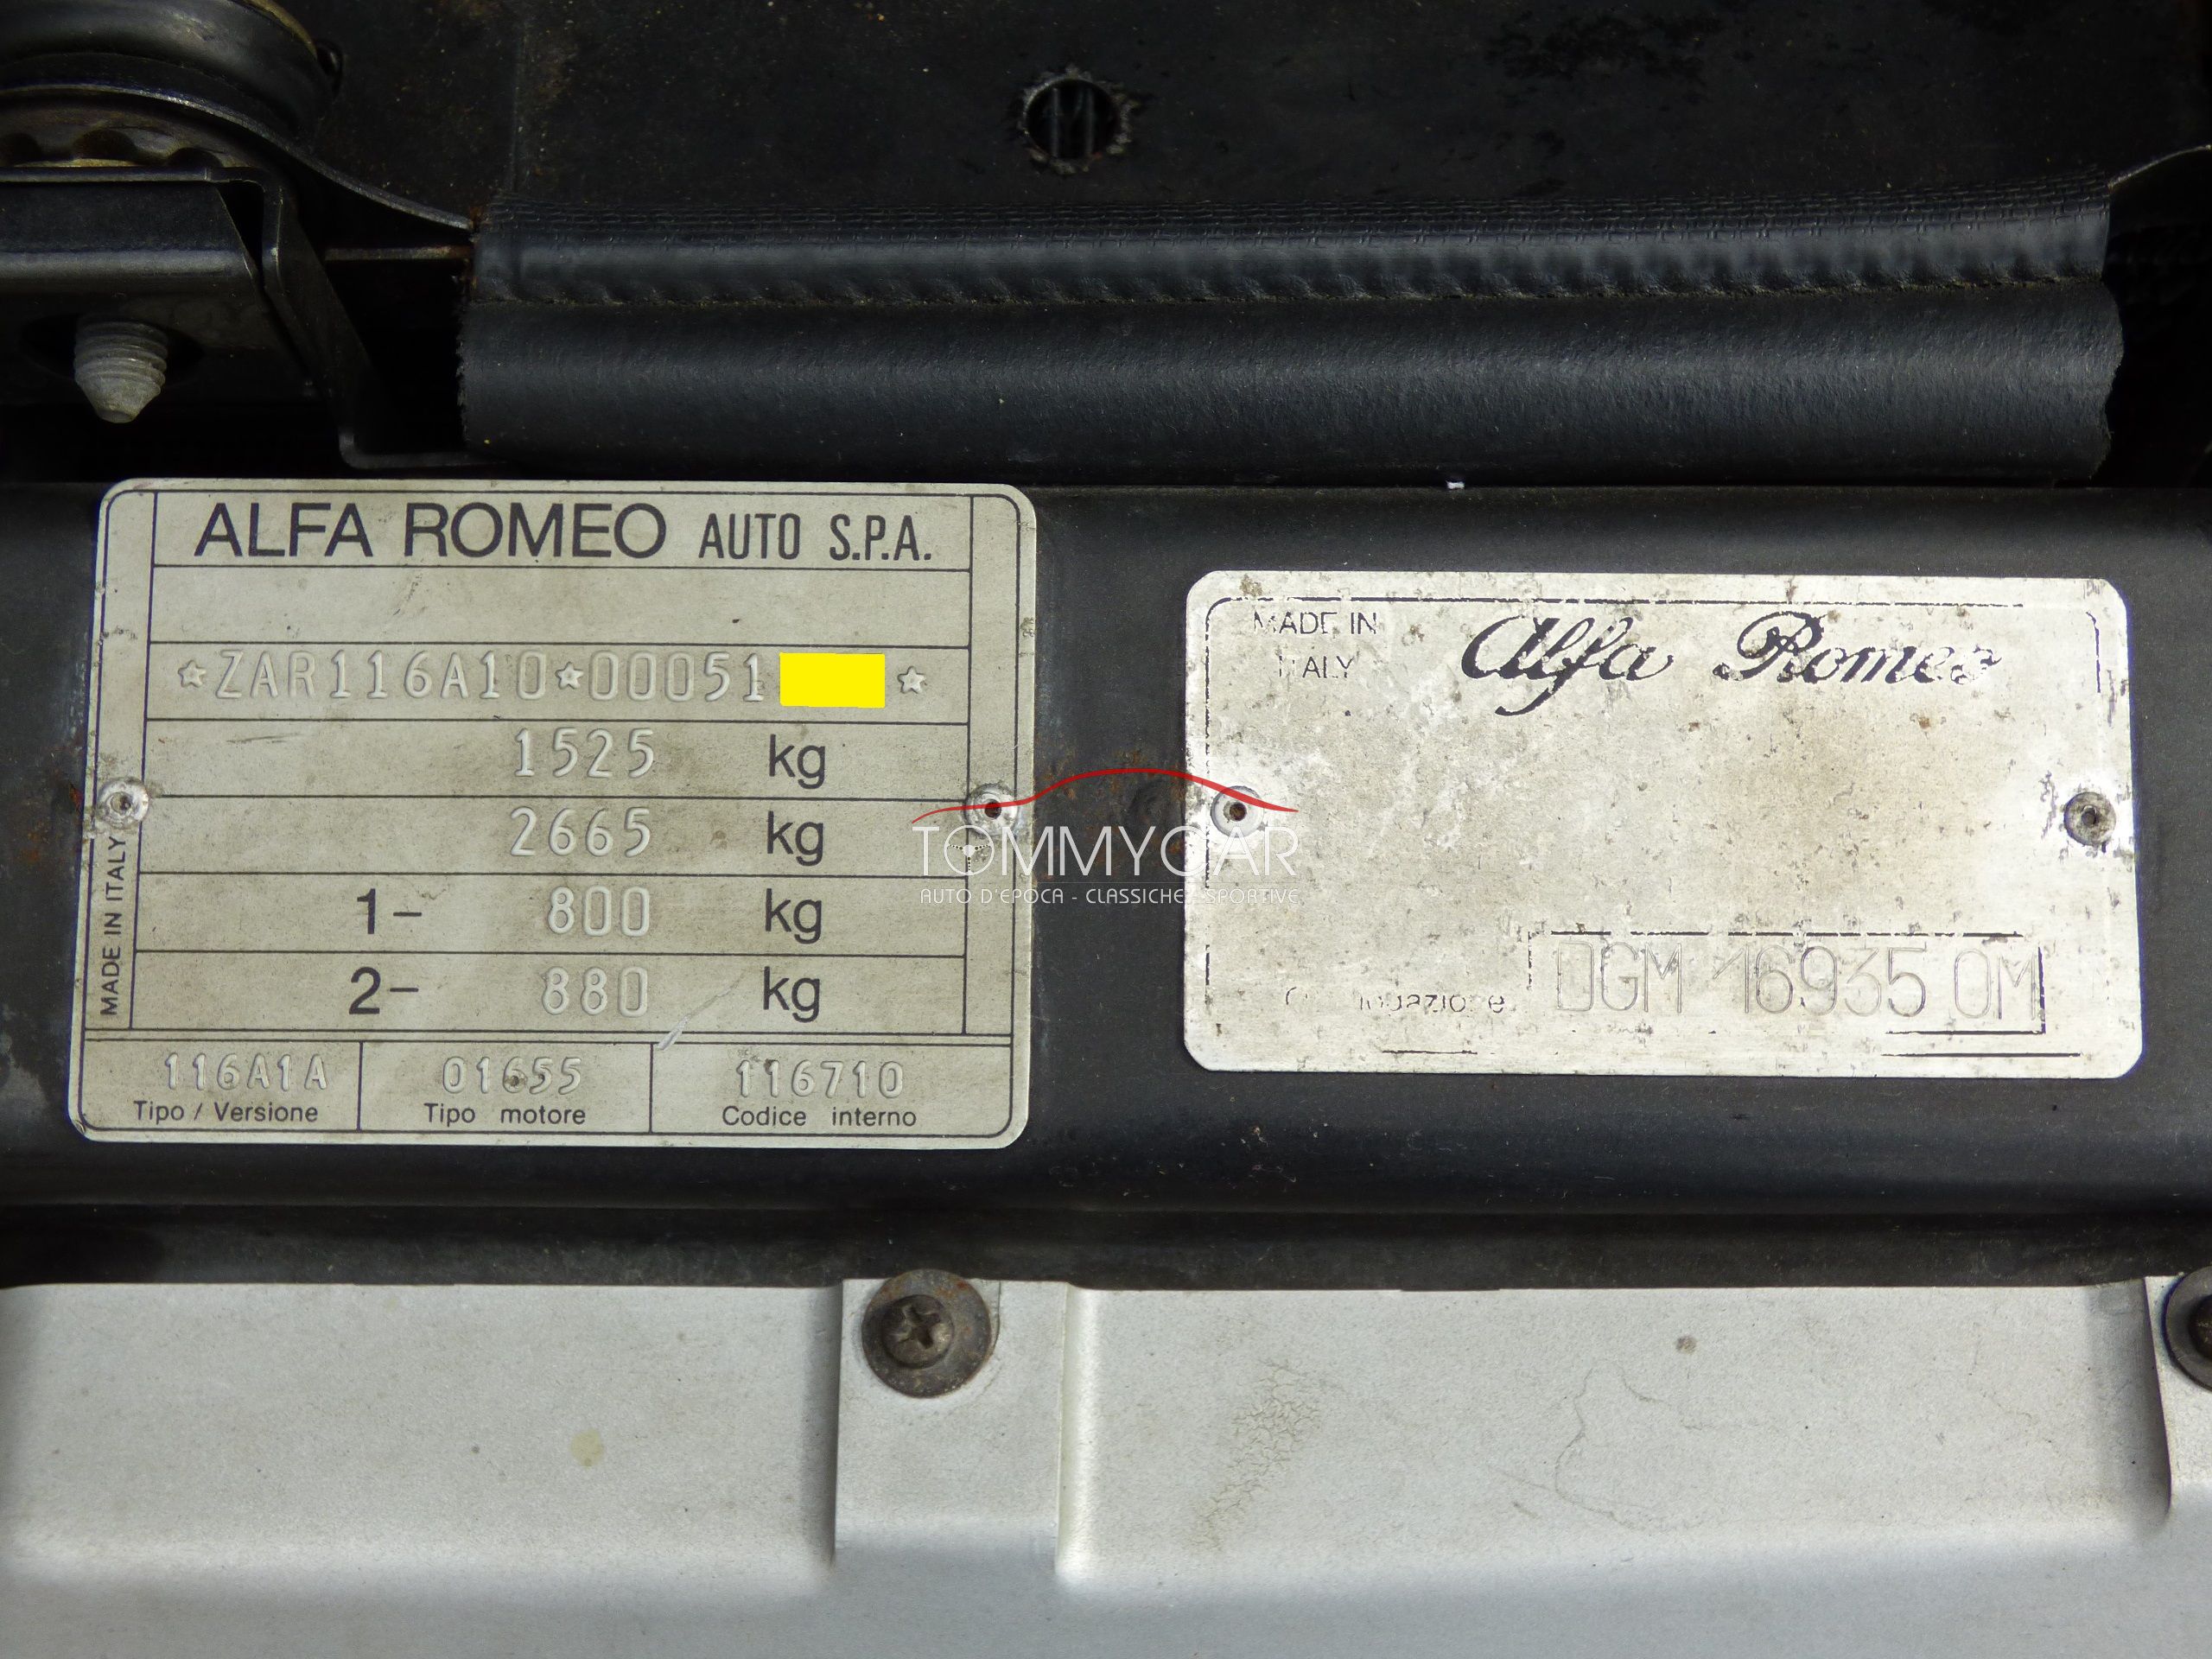 ALFA ROMEO AUTO S.P.A.
*ZAR116A10*00051 *
1525 kg
2665 kg
1- 800 kg
2- 880 kg
MADE IN ITALY
116A1A 01655 116710
Tipo / Versione Tipo motore Codice interno
MADE IN
ITALY
Alfa Romeo
DGM 16935 OM
TOMMYCAR
AUTO D'EPOCA - CLASSICHE - SPORTIVE